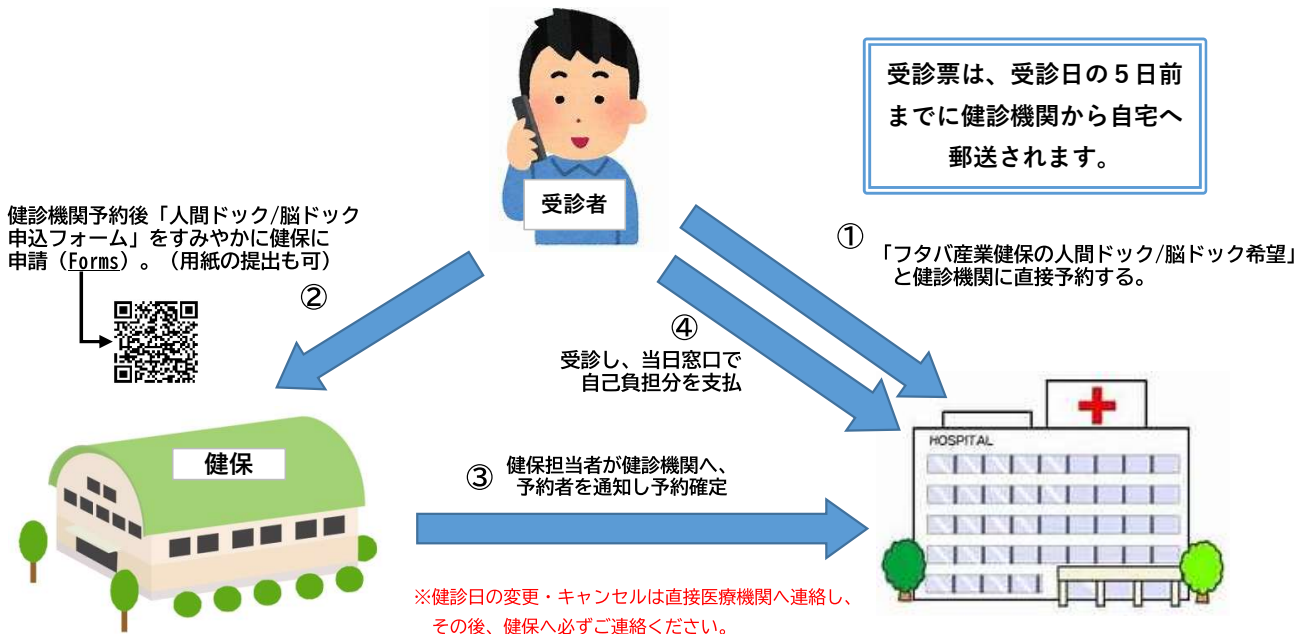 受診票は、受診日の５日前
までに健診機関から自宅へ
郵送されます。
受診者
健診機関予約後「人間ドック/脳ドック
申込フォーム」をすみやかに健保に
申請（Forms）。（用紙の提出も可）
②
①
「フタバ産業健保の人間ドック/脳ドック希望」
と健診機関に直接予約する。
④
受診し、当日窓口で
自己負担分を支払
健保
③
健保担当者が健診機関へ、
予約者を通知し予約確定
HOSPITAL
※健診日の変更・キャンセルは直接医療機関へ連絡し、
その後、健保へ必ずご連絡ください。